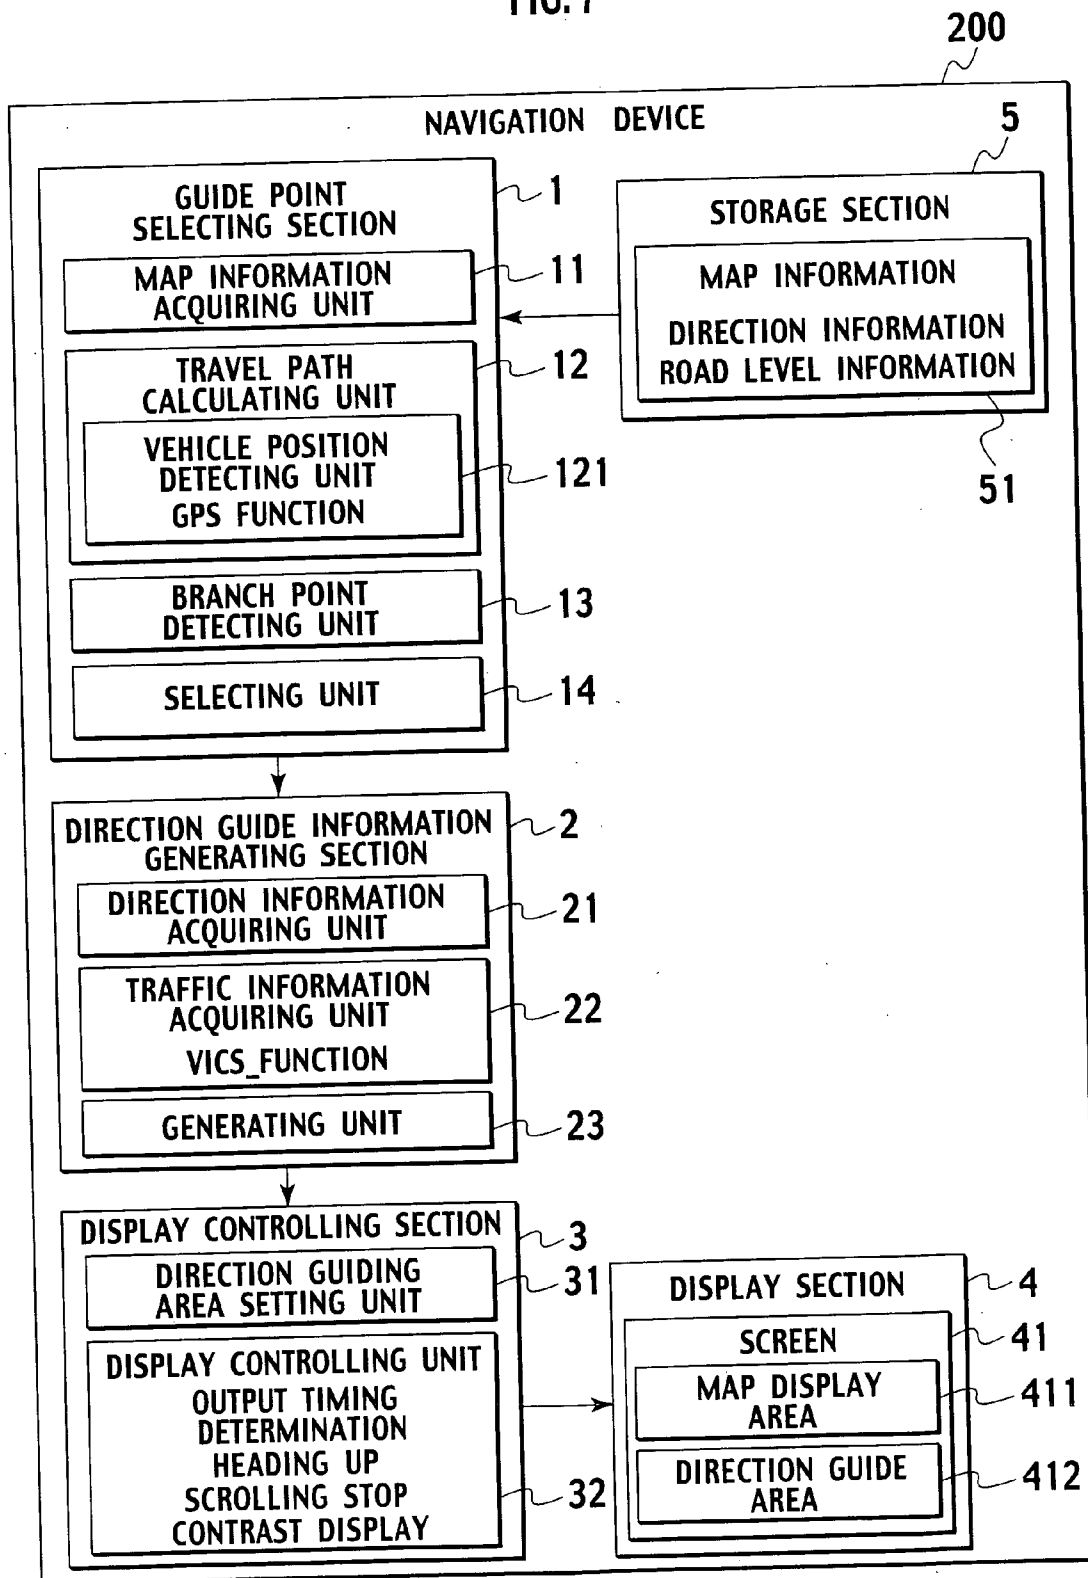 FIG. 7
200
NAVIGATION DEVICE
GUIDE POINT
SELECTING SECTION
1
MAP INFORMATION
ACQUIRING UNIT
11
TRAVEL PATH
CALCULATING UNIT
12
VEHICLE POSITION
DETECTING UNIT
GPS FUNCTION
121
BRANCH POINT
DETECTING UNIT
13
SELECTING UNIT
14
5
STORAGE SECTION
MAP INFORMATION
DIRECTION INFORMATION
ROAD LEVEL INFORMATION
51
DIRECTION GUIDE INFORMATION
GENERATING SECTION
2
DIRECTION INFORMATION
ACQUIRING UNIT
21
TRAFFIC INFORMATION
ACQUIRING UNIT
VICS_FUNCTION
22
GENERATING UNIT
23
DISPLAY CONTROLLING SECTION
3
DIRECTION GUIDING
AREA SETTING UNIT
31
DISPLAY CONTROLLING UNIT
OUTPUT TIMING
DETERMINATION
HEADING UP
SCROLLING STOP
CONTRAST DISPLAY
32
DISPLAY SECTION
4
SCREEN
41
MAP DISPLAY
AREA
411
DIRECTION GUIDE
AREA
412